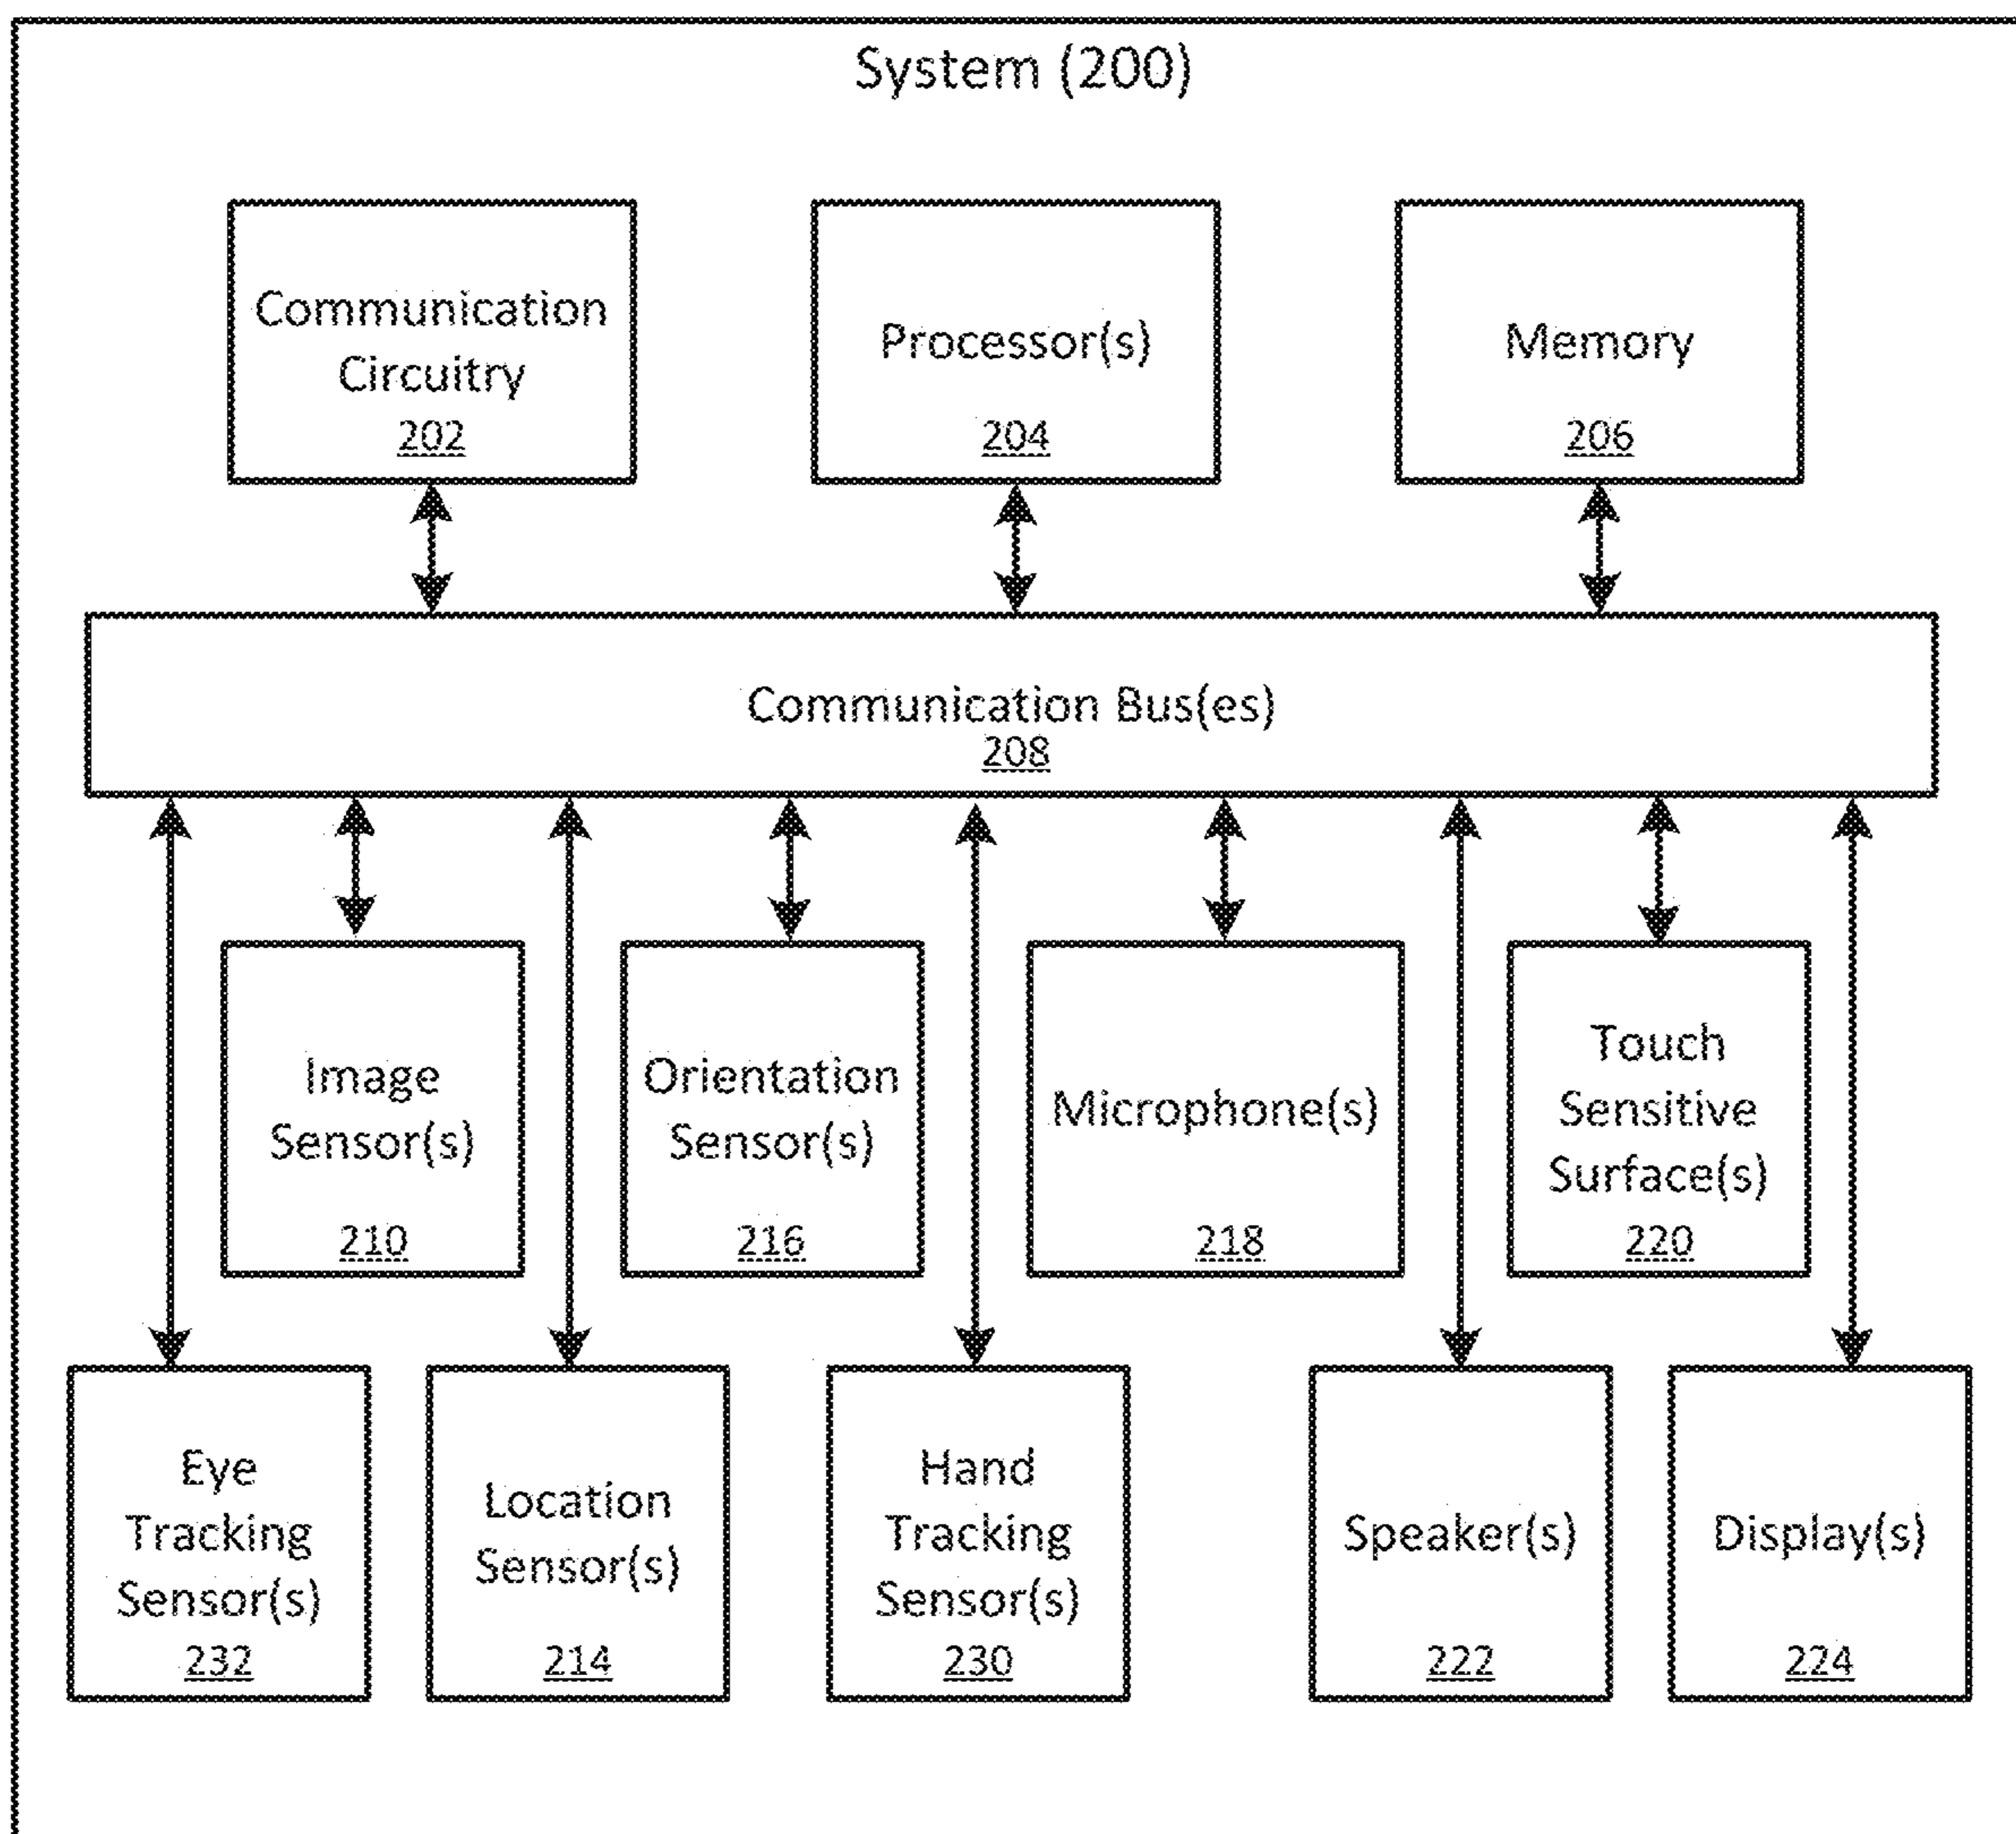 System (200)
Communication
Circuitry
202
Processor(s)
204
Memory
206
Communication Bus(es)
208
Image
Sensor(s)
210
Orientation
Sensor(s)
216
Microphone(s)
218
Touch
Sensitive
Surface(s)
220
Eye
Tracking
Sensor(s)
232
Location
Sensor(s)
214
Hand
Tracking
Sensor(s)
230
Speaker(s)
222
Display(s)
224